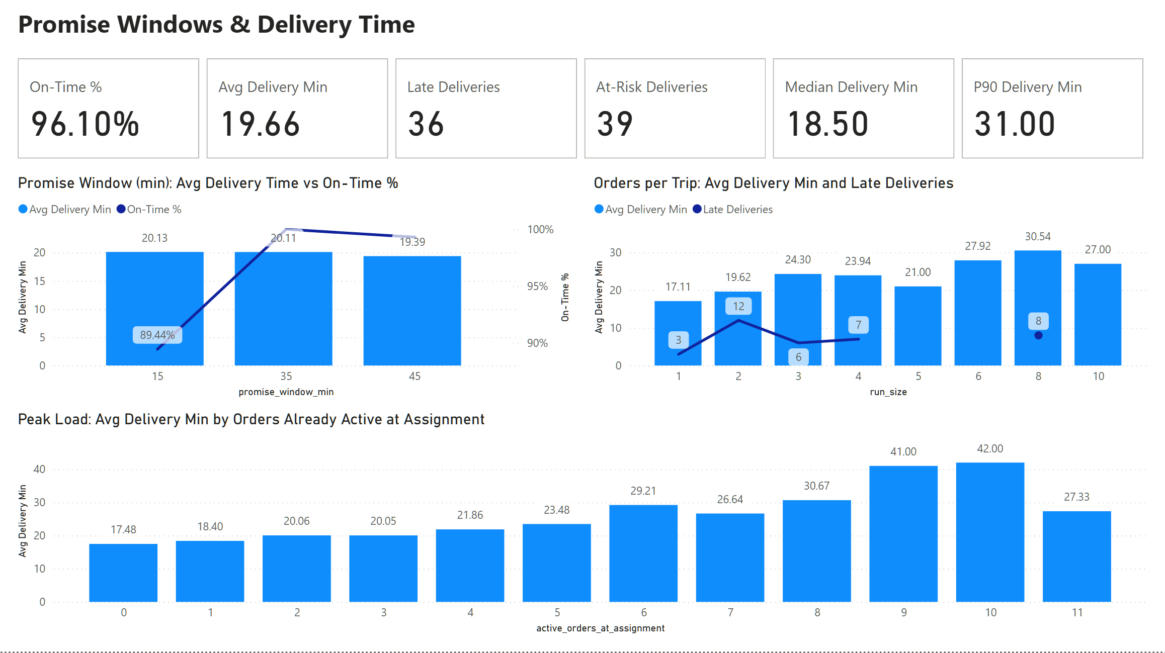 Promise Windows & Delivery Time
On-Time %
96.10%
Avg Delivery Min
19.66
Late Deliveries
36
At-Risk Deliveries
39
Median Delivery Min
18.50
P90 Delivery Min
31.00
Promise Window (min): Avg Delivery Time vs On-Time %
Avg Delivery Min On-Time %
Avg Delivery Min
20
15
10
5
0
20.13
20.11
19.39
89.44%
100%
95%
90%
On-Time %
15 35 45
promise_window_min
Orders per Trip: Avg Delivery Min and Late Deliveries
Avg Delivery Min Late Deliveries
Avg Delivery Min
30
20
10
0
17.11 19.62 24.30 23.94 21.00 27.92 30.54 27.00
3 12 6 7 8
1 2 3 4 5 6 8 10
run_size
Peak Load: Avg Delivery Min by Orders Already Active at Assignment
Avg Delivery Min
40
30
20
10
0
17.48 18.40 20.06 20.05 21.86 23.48 29.21 26.64 30.67 41.00 42.00 27.33
0 1 2 3 4 5 6 7 8 9 10 11
active_orders_at_assignment